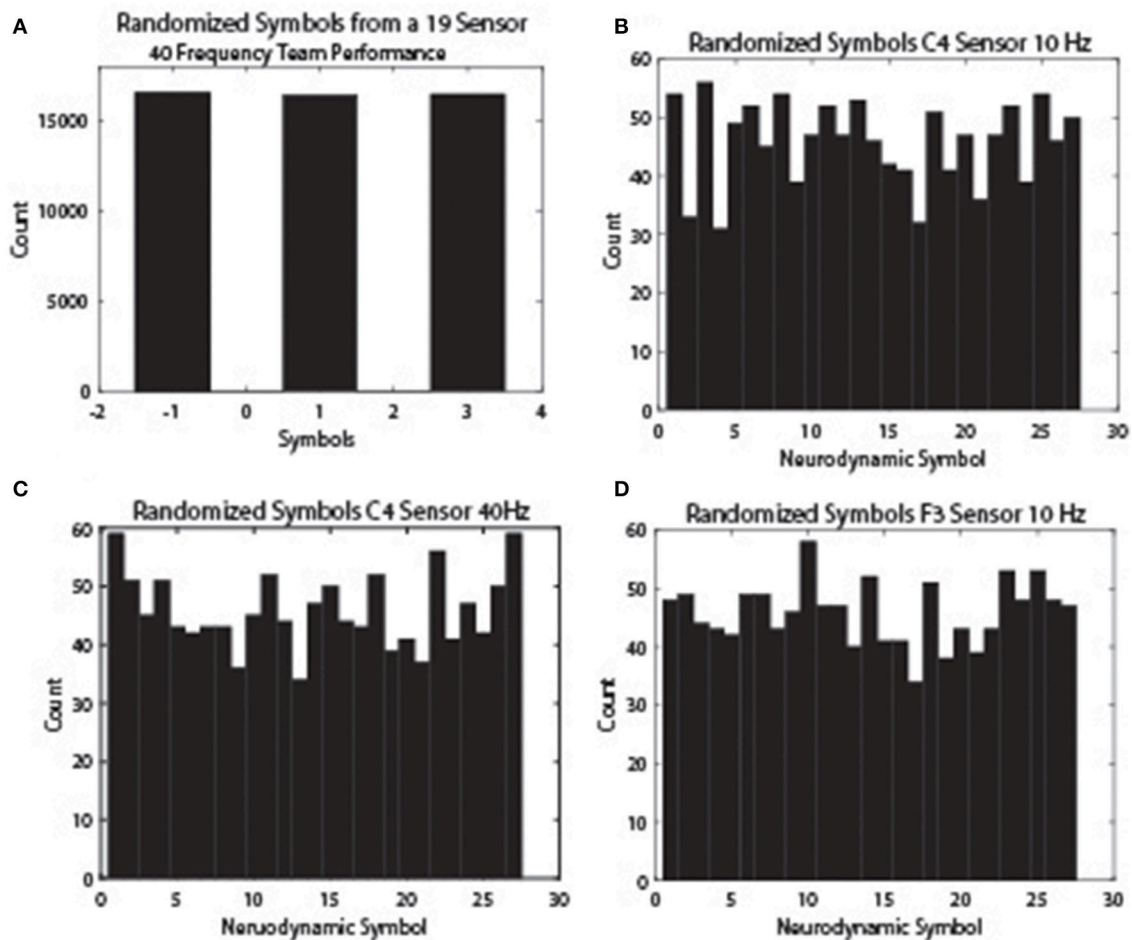 A
Randomized Symbols from a 19 Sensor
40 Frequency Team Performance
Count
15000
10000
5000
0
-2 -1 0 1 2 3 4
Symbols
B
Randomized Symbols C4 Sensor 10 Hz
Count
60
50
40
30
20
10
0
0 5 10 15 20 25 30
Neurodynamic Symbol
C
Randomized Symbols C4 Sensor 40Hz
Count
60
50
40
30
20
10
0
0 5 10 15 20 25 30
Neruodynamic Symbol
D
Randomized Symbols F3 Sensor 10 Hz
Count
60
50
40
30
20
10
0
0 5 10 15 20 25 30
Neurodynamic Symbol